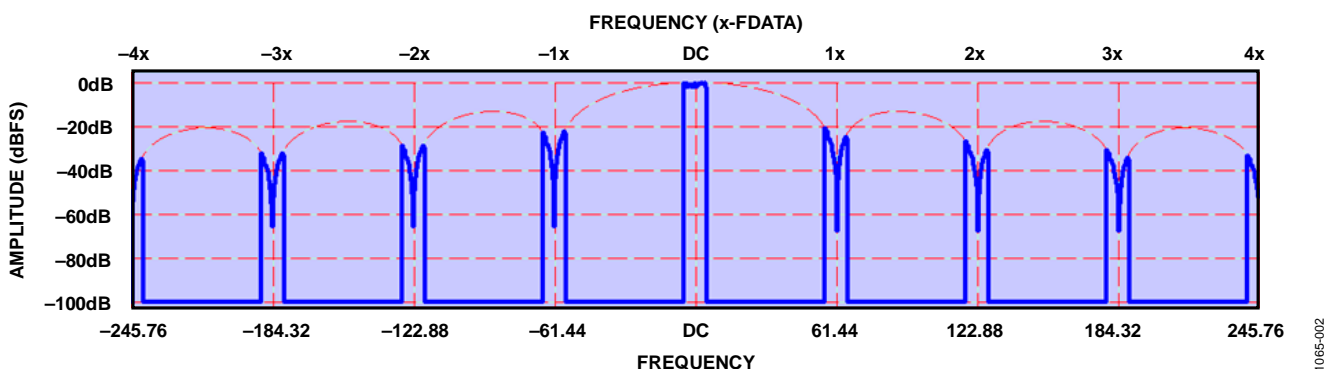 FREQUENCY (x-FDATA)
–4x –3x –2x –1x DC 1x 2x 3x 4x
AMPLITUDE (dBFS)
0dB
–20dB
–40dB
–60dB
–80dB
–100dB
–245.76 –184.32 –122.88 –61.44 DC 61.44 122.88 184.32 245.76
FREQUENCY
1065-002